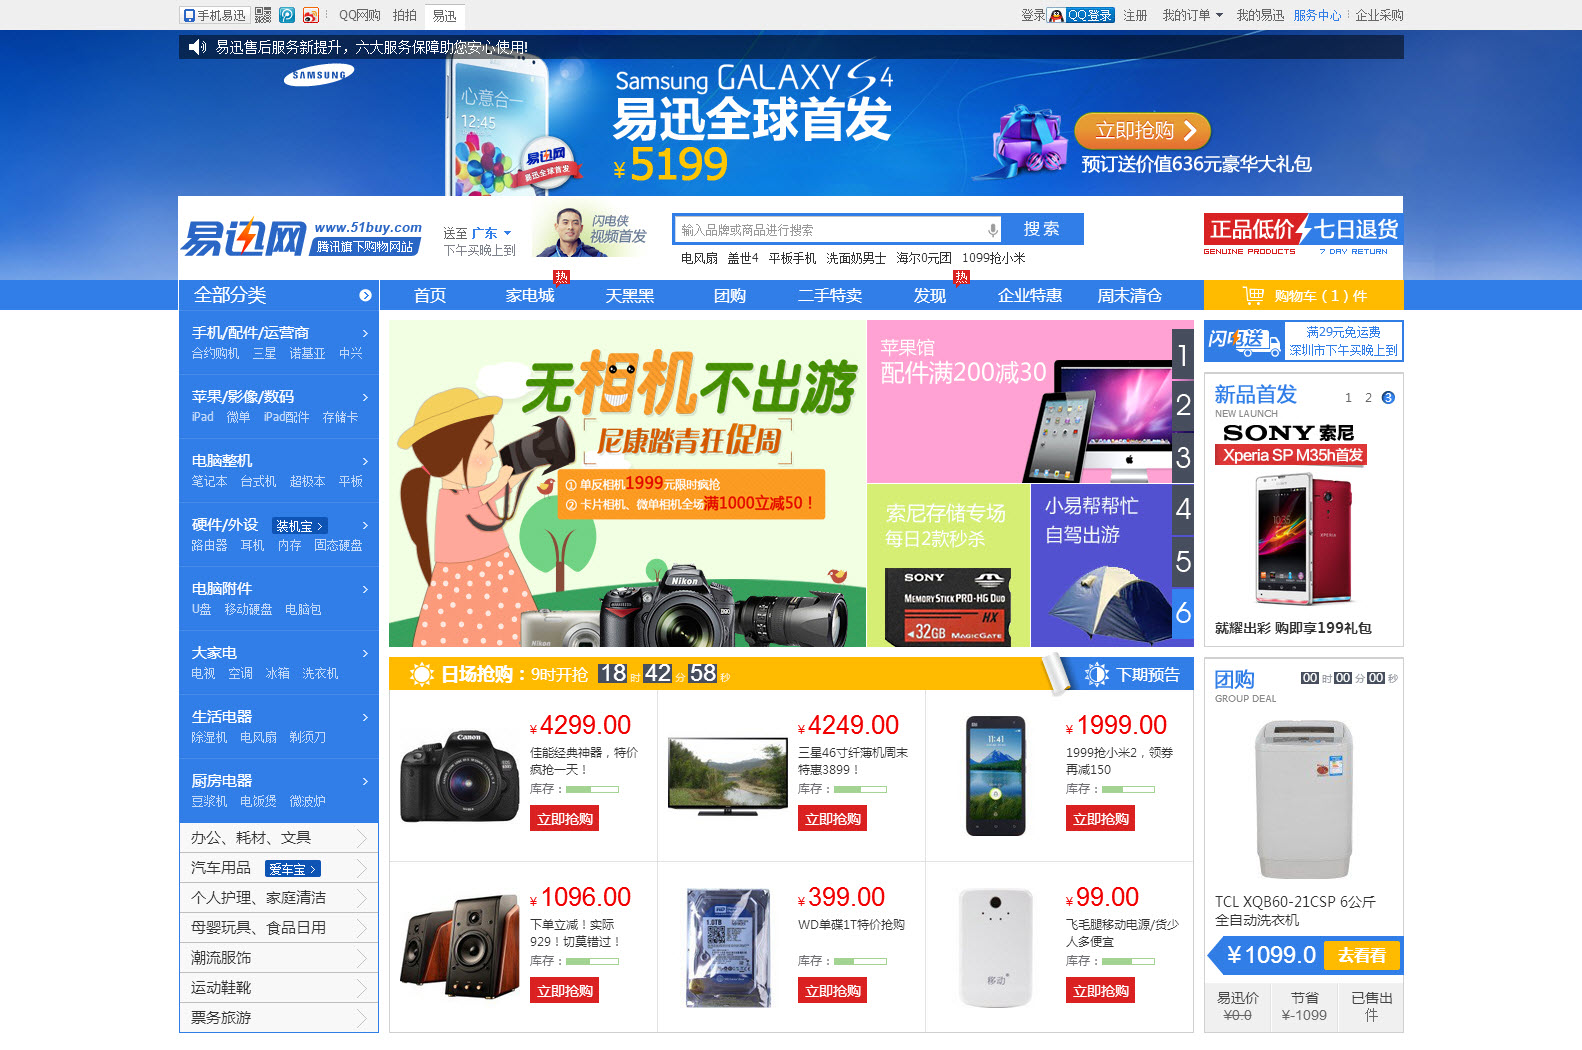 手机易迅
QQ网购 拍拍 易迅
登录 QQ登录 注册 我的订单 我的易迅 服务中心 企业采购
易迅售后服务新提升，六大服务保障助您安心使用!
SAMSUNG
心意合一
12:45
易迅网
易迅全球首发
Samsung GALAXY S4
易迅全球首发
¥5199
立即抢购
预订送价值636元豪华大礼包
易迅网
www.51buy.com
腾讯旗下购物网站
送至 广东
下午买晚上到
闪电侠
视频首发
输入品牌或商品进行搜索
搜 索
电风扇 盖世4 平板手机 洗面奶男士 海尔0元团 1099抢小米
正品低价 七日退货
GENUINE PRODUCTS 7 DAY RETURN
热 热
全部分类
首页 家电城 天黑黑 团购 二手特卖 发现 企业特惠 周末清仓
购物车 ( 1 ) 件
手机/配件/运营商
合约购机 三星 诺基亚 中兴
苹果/影像/数码
iPad 微单 iPad配件 存储卡
电脑整机
笔记本 台式机 超极本 平板
硬件/外设 装机宝
路由器 耳机 内存 固态硬盘
电脑附件
U盘 移动硬盘 电脑包
大家电
电视 空调 冰箱 洗衣机
生活电器
除湿机 电风扇 剃须刀
厨房电器
豆浆机 电饭煲 微波炉
办公、耗材、文具
汽车用品 爱车宝
个人护理、家庭清洁
母婴玩具、食品日用
潮流服饰
运动鞋靴
票务旅游
无相机不出游
尼康踏青狂促周
① 单反相机1999元限时疯抢
② 卡片相机、微单相机全场满1000立减50！
Nikon
Nikon
D90
苹果馆
配件满200减30
索尼存储专场
每日2款秒杀
SONY
MEMORY STICK PRO-HG DUO
HX
32GB MAGICGATE
小易帮帮忙
自驾出游
1
2
3
4
5
6
闪电送
满29元免运费
深圳市下午买晚上到
新品首发
NEW LAUNCH
1 2 3
SONY 索尼
Xperia SP M35h首发
XPERIA
就耀出彩 购即享199礼包
日场抢购：9时开抢 18时42分58秒
下期预告
Canon
¥4299.00
佳能经典神器，特价
疯抢一天！
库存：
立即抢购
¥4249.00
三星46寸纤薄机周末
特惠3899！
库存：
立即抢购
11:41
¥1999.00
1999抢小米2，领券
再减150
库存：
立即抢购
¥1096.00
下单立减！实际
929！切莫错过！
库存：
立即抢购
WD
1.0TB
¥399.00
WD单碟1T特价抢购
库存：
立即抢购
移动
¥99.00
飞毛腿移动电源/货少
人多便宜
库存：
立即抢购
团购
GROUP DEAL
00时00分00秒
TCL XQB60-21CSP 6公斤
全自动洗衣机
¥1099.0 去看看
易迅价 节省 已售出
¥0.0 ¥-1099 件